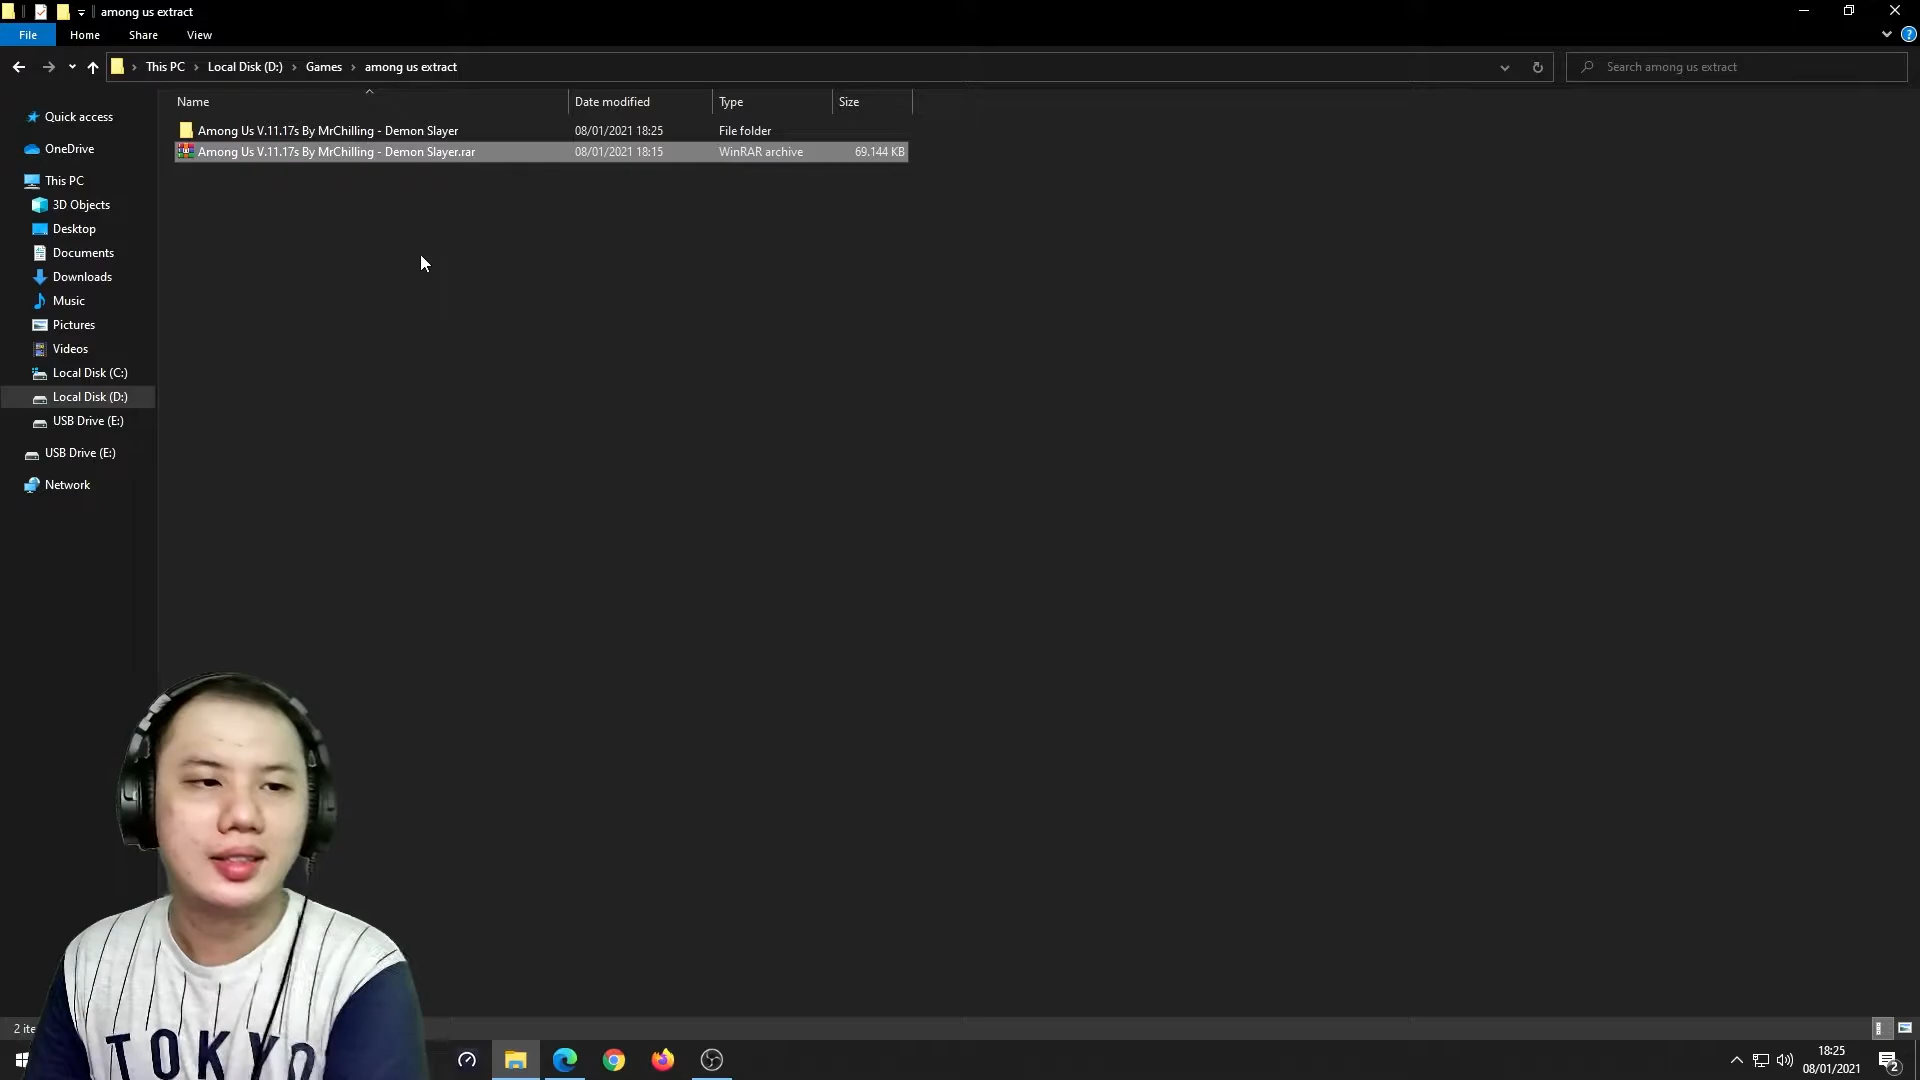 among us extract
File Home Share View
This PC Local Disk (D:) Games among us extract
Search among us extract
Name Date modified Type Size
Among Us V.11.17s By MrChilling - Demon Slayer 08/01/2021 18:25 File folder
Among Us V.11.17s By MrChilling - Demon Slayer.rar 08/01/2021 18:15 WinRAR archive 69.144 KB
Quick access
OneDrive
This PC
3D Objects
Desktop
Documents
Downloads
Music
Pictures
Videos
Local Disk (C:)
Local Disk (D:)
USB Drive (E:)
USB Drive (E:)
Network
TOKYO
2 ite
18:25
08/01/2021
2